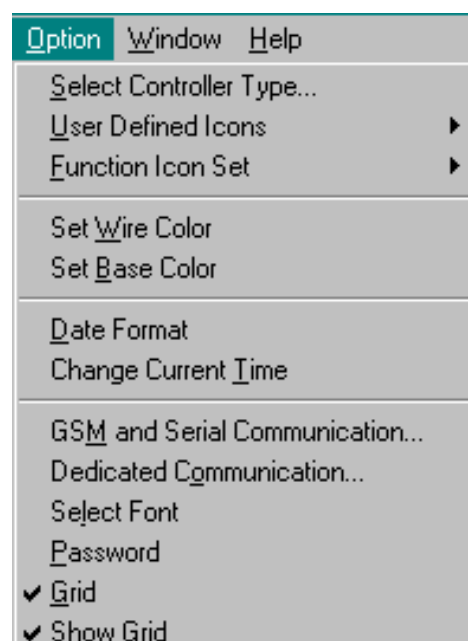 Option Window Help
Select Controller Type...
User Defined Icons
Function Icon Set
Set Wire Color
Set Base Color
Date Format
Change Current Time
GSM and Serial Communication...
Dedicated Communication...
Select Font
Password
Grid
Show Grid